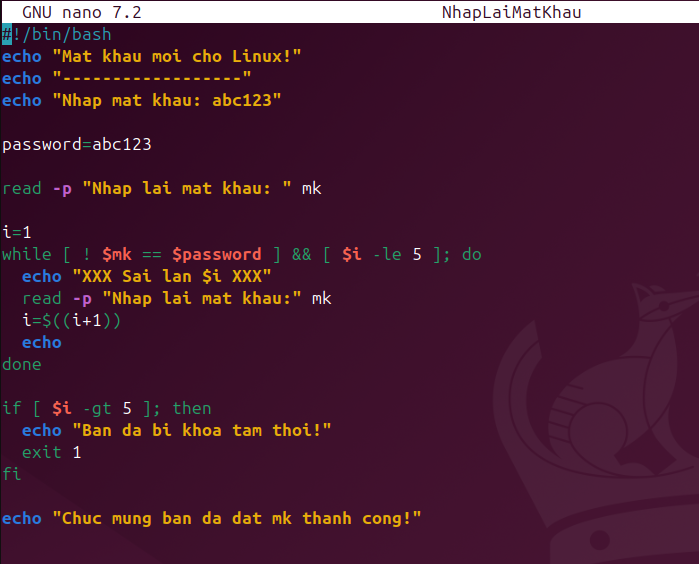 GNU nano 7.2 NhapLaiMatKhau
#!/bin/bash
echo "Mat khau moi cho Linux!"
echo "------------------"
echo "Nhap mat khau: abc123"
password=abc123
read -p "Nhap lai mat khau: " mk
i=1
while [ ! $mk == $password ] && [ $i -le 5 ]; do
  echo "XXX Sai lan $i XXX"
  read -p "Nhap lai mat khau:" mk
  i=$((i+1))
  echo
done
if [ $i -gt 5 ]; then
  echo "Ban da bi khoa tam thoi!"
  exit 1
fi
echo "Chuc mung ban da dat mk thanh cong!"